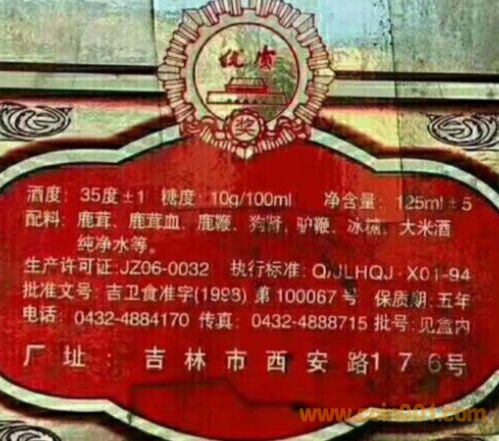 优质
奖
酒度：35度±1 糖度：10g/100ml 净含量：125ml±5
配料：鹿茸、鹿茸血、鹿鞭、狗肾、驴鞭、冰糖、大米酒
纯净水等。
生产许可证：JZ06-0032 执行标准：Q/JLHQJ·X01-94
批准文号：吉卫食准字(1998)第100067号 保质期：五年
电话：0432-4884170 传真：0432-4888715 批号：见盒内
厂址：吉林市西安路176号